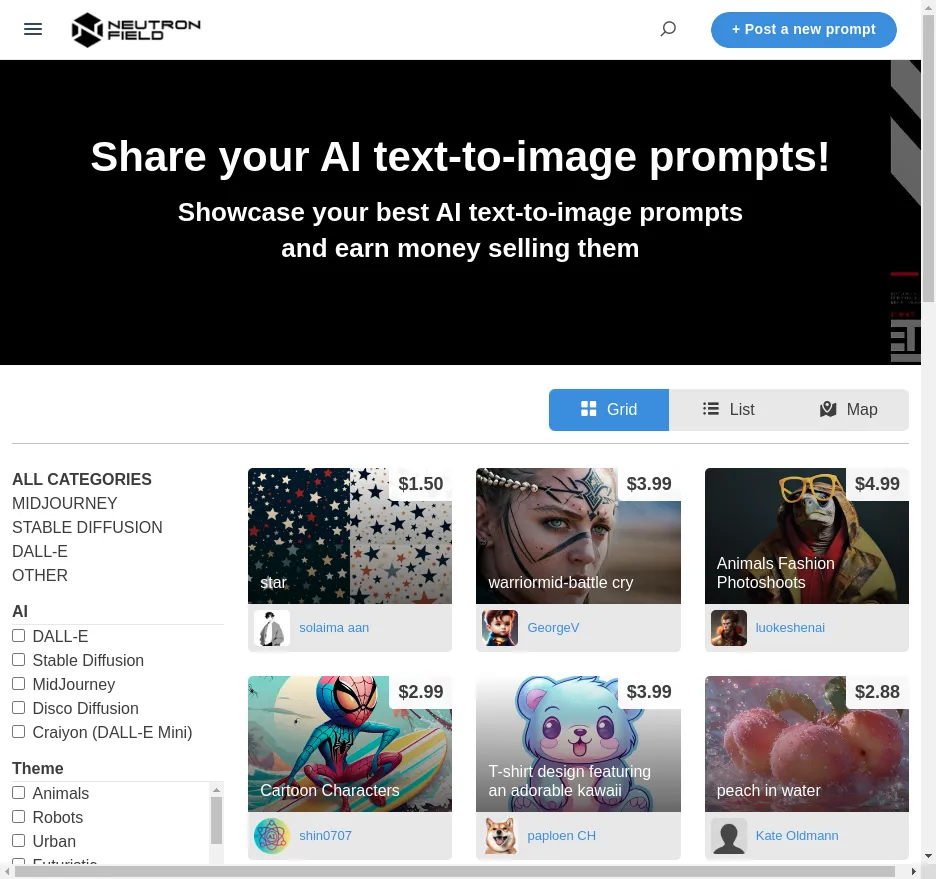 NEUTRON
FIELD
+ Post a new prompt
Share your AI text-to-image prompts!
Showcase your best AI text-to-image prompts
and earn money selling them
Grid
List
Map
ALL CATEGORIES
MIDJOURNEY
STABLE DIFFUSION
DALL-E
OTHER
AI
DALL-E
Stable Diffusion
MidJourney
Disco Diffusion
Craiyon (DALL-E Mini)
Theme
Animals
Robots
Urban
Futuristic
$1.50
star
solaima aan
$3.99
warriormid-battle cry
GeorgeV
$4.99
Animals Fashion
Photoshoots
luokeshenai
$2.99
Cartoon Characters
shin0707
$3.99
T-shirt design featuring
an adorable kawaii
paploen CH
$2.88
peach in water
Kate Oldmann